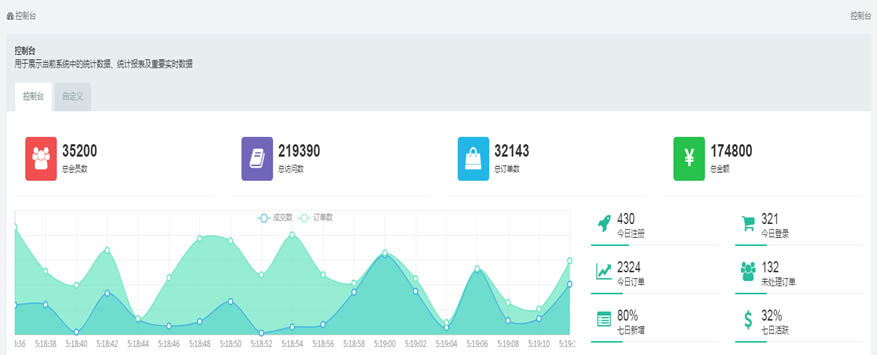 控制台 控制台
控制台
用于展示当前系统中的统计数据、统计报表及重要实时数据
控制台 自定义
35200 219390 32143 174800
总会员数 总访问数 总订单数 总金额
成交数 订单数
430 321
今日注册 今日登录
2324 132
今日订单 未处理订单
80% 32%
七日新增 七日活跃
:36 5:18:38 5:18:40 5:18:42 5:18:44 5:18:46 5:18:48 5:18:50 5:18:52 5:18:54 5:18:56 5:18:58 5:19:00 5:19:02 5:19:04 5:19:06 5:19:08 5:19:10 5:19:1